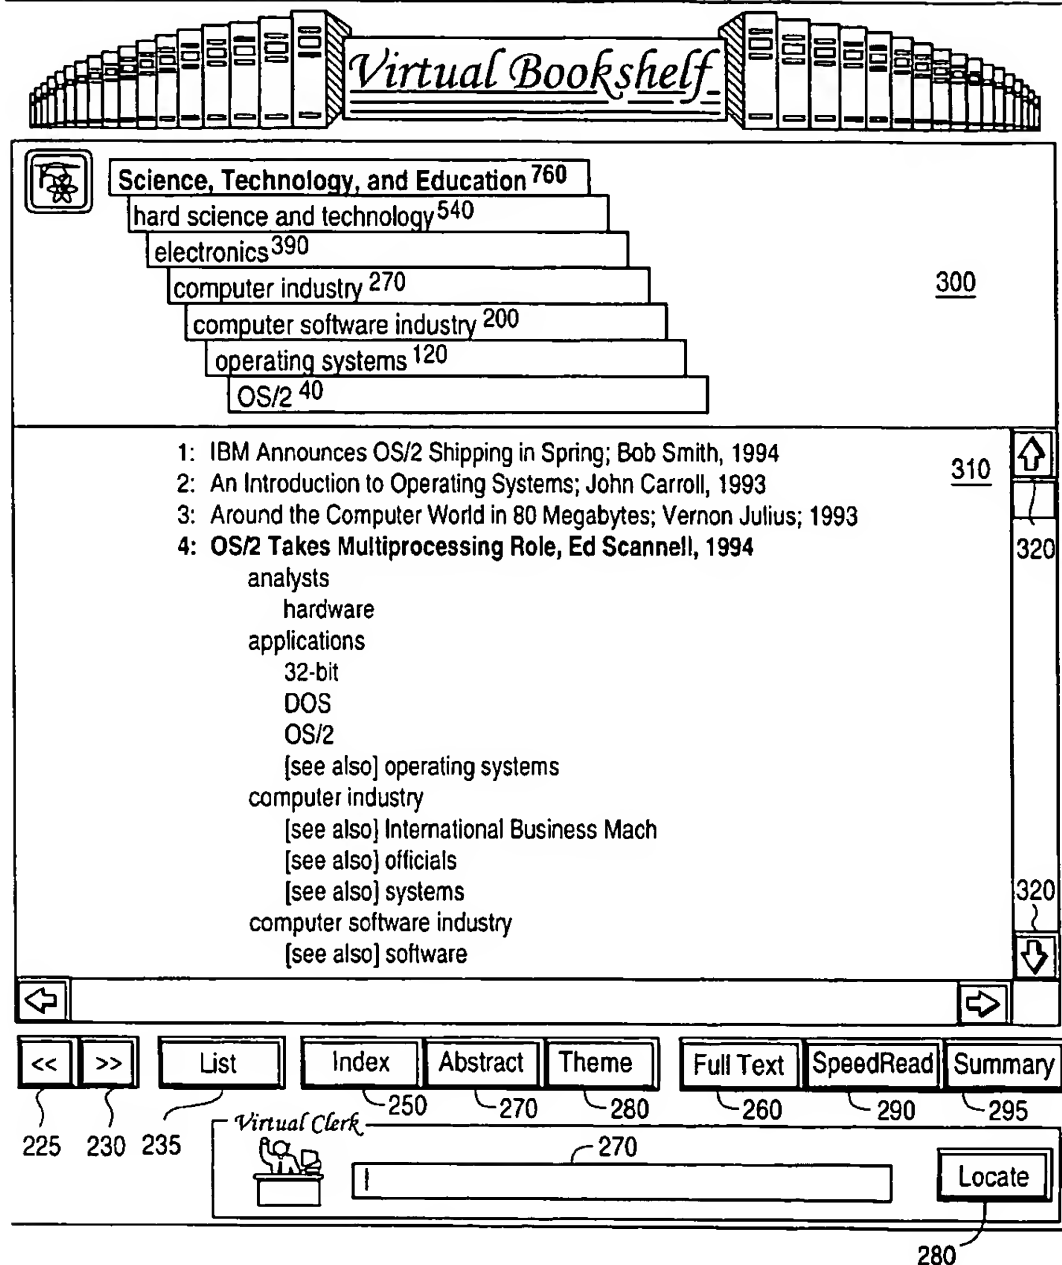 Virtual Bookshelf
Science, Technology, and Education 760
hard science and technology 540
electronics 390
computer industry 270
300
computer software industry 200
operating systems 120
OS/2 40
1: IBM Announces OS/2 Shipping in Spring; Bob Smith, 1994
310
2: An Introduction to Operating Systems; John Carroll, 1993
3: Around the Computer World in 80 Megabytes; Vernon Julius; 1993
4: OS/2 Takes Multiprocessing Role, Ed Scannell, 1994
320
analysts
hardware
applications
32-bit
DOS
OS/2
[see also] operating systems
computer industry
[see also] International Business Mach
[see also] officials
[see also] systems
320
computer software industry
[see also] software
<< >> List Index Abstract Theme Full Text SpeedRead Summary
250 270 280 260 290 295
225 230 235
Virtual Clerk
270
Locate
280